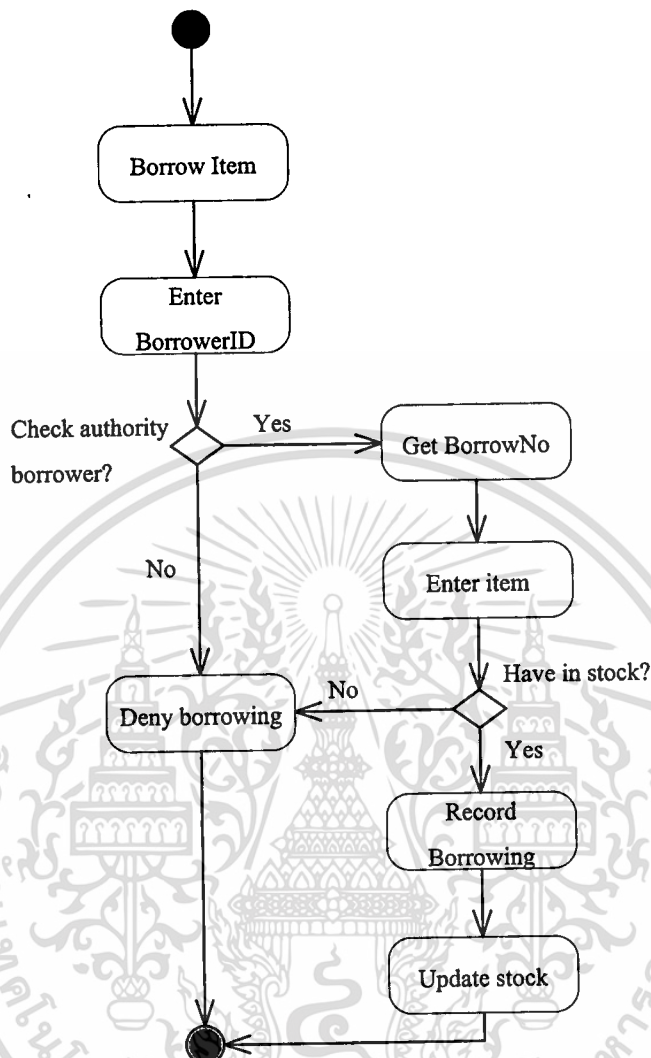 Borrow Item
Enter
BorrowerID
Check authority
borrower?
Yes
Get BorrowNo
No
Enter item
Have in stock?
No
Deny borrowing
Yes
Record
Borrowing
Update stock